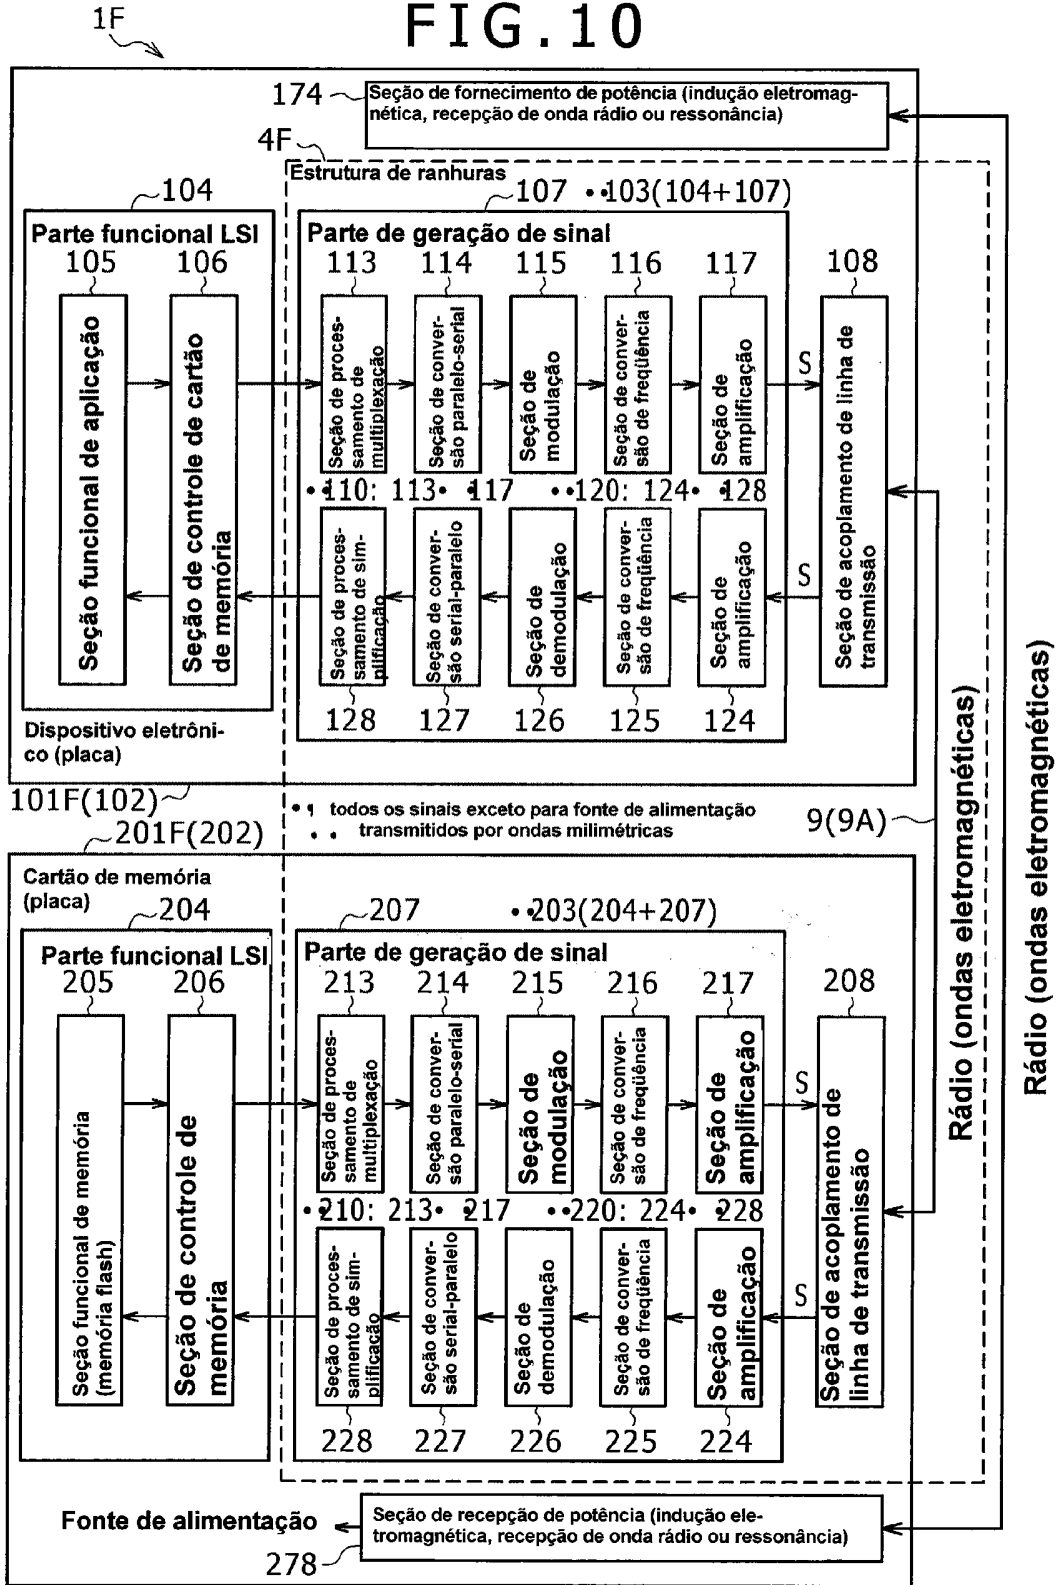 FIG.10
1F
174
Seção de fornecimento de potência (indução eletromag-
nética, recepção de onda rádio ou ressonância)
4F
Estrutura de ranhuras
104
107
••103(104+107)
Parte funcional LSI
Parte de geração de sinal
105
106
113
114
115
116
117
108
Seção funcional de aplicação
Seção de controle de cartão
de memória
Seção de proces-
samento de
multiplexação
Seção de conver-
são paralelo-serial
Seção de
modulação
Seção de conver-
são de freqüência
Seção de
amplificação
S
Seção de acoplamento de linha de
transmissão
••110: 113• •117
••120: 124• •128
Seção de proces-
samento de sim-
plificação
Seção de conver-
são serial-paralelo
Seção de
demodulação
Seção de conver-
são de freqüência
Seção de
amplificação
S
128
127
126
125
124
Dispositivo eletrôni-
co (placa)
101F(102)
todos os sinais exceto para fonte de alimentação
transmitidos por ondas milimétricas
9(9A)
Rádio (ondas eletromagnéticas)
Rádio (ondas eletromagnéticas)
201F(202)
Cartão de memória
(placa)
204
207
••203(204+207)
Parte funcional LSI
Parte de geração de sinal
205
206
213
214
215
216
217
208
Seção funcional de memória
(memória flash)
Seção de controle de
memória
Seção de proces-
samento de
multiplexação
Seção de conver-
são paralelo-serial
Seção de
modulação
Seção de conver-
são de freqüência
Seção de
amplificação
S
Seção de acoplamento de
linha de transmissão
••210: 213• •217
••220: 224• •228
Seção de proces-
samento de sim-
plificação
Seção de conver-
são serial-paralelo
Seção de
demodulação
Seção de conver-
são de freqüência
Seção de
amplificação
S
228
227
226
225
224
Fonte de alimentação
Seção de recepção de potência (indução ele-
tromagnética, recepção de onda rádio ou ressonância)
278